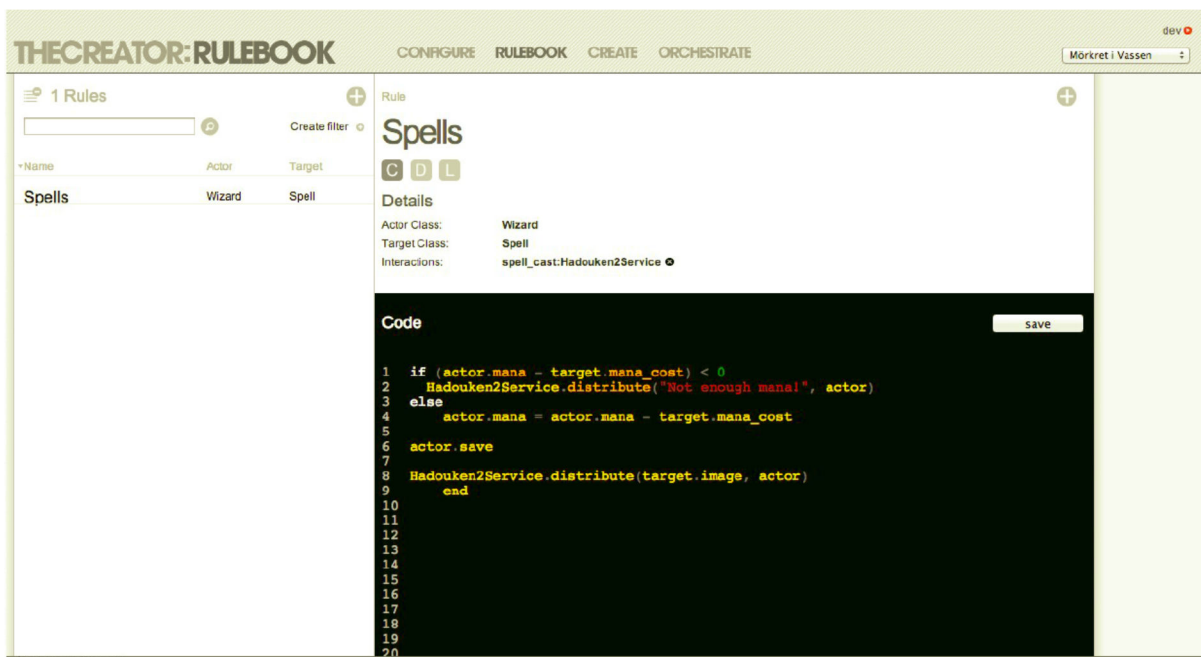 dev
THECREATOR:RULEBOOK
CONFIGURE RULEBOOK CREATE ORCHESTRATE
Mörkret i Vassen
1 Rules
Create filter
Name Actor Target
Spells Wizard Spell
Rule
Spells
C D L
Details
Actor Class: Wizard
Target Class: Spell
Interactions: spell_cast:Hadouken2Service
Code
save
1 if (actor.mana - target.mana_cost) < 0
2 Hadouken2Service.distribute("Not enough mana!", actor)
3 else
4 actor.mana = actor.mana - target.mana_cost
5
6 actor.save
7
8 Hadouken2Service.distribute(target.image, actor)
9 end
10
11
12
13
14
15
16
17
18
19
20